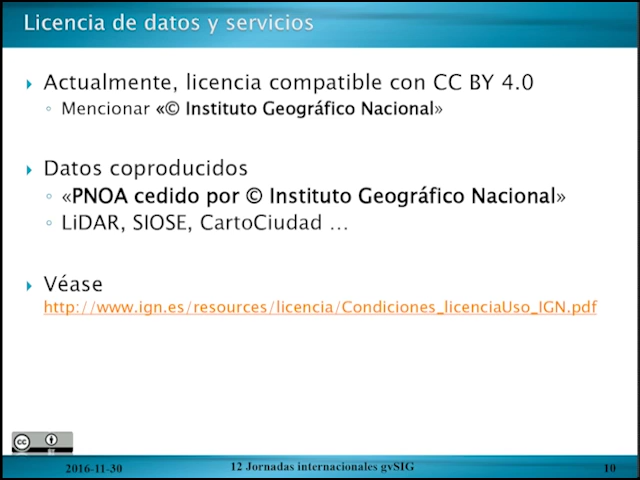 Licencia de datos y servicios
Actualmente, licencia compatible con CC BY 4.0
Mencionar «© Instituto Geográfico Nacional»
Datos coproducidos
«PNOA cedido por © Instituto Geográfico Nacional»
LiDAR, SIOSE, CartoCiudad ...
Véase
http://www.ign.es/resources/licencia/Condiciones_licenciaUso_IGN.pdf
cc
2016-11-30
12 Jornadas internacionales gvSIG
10